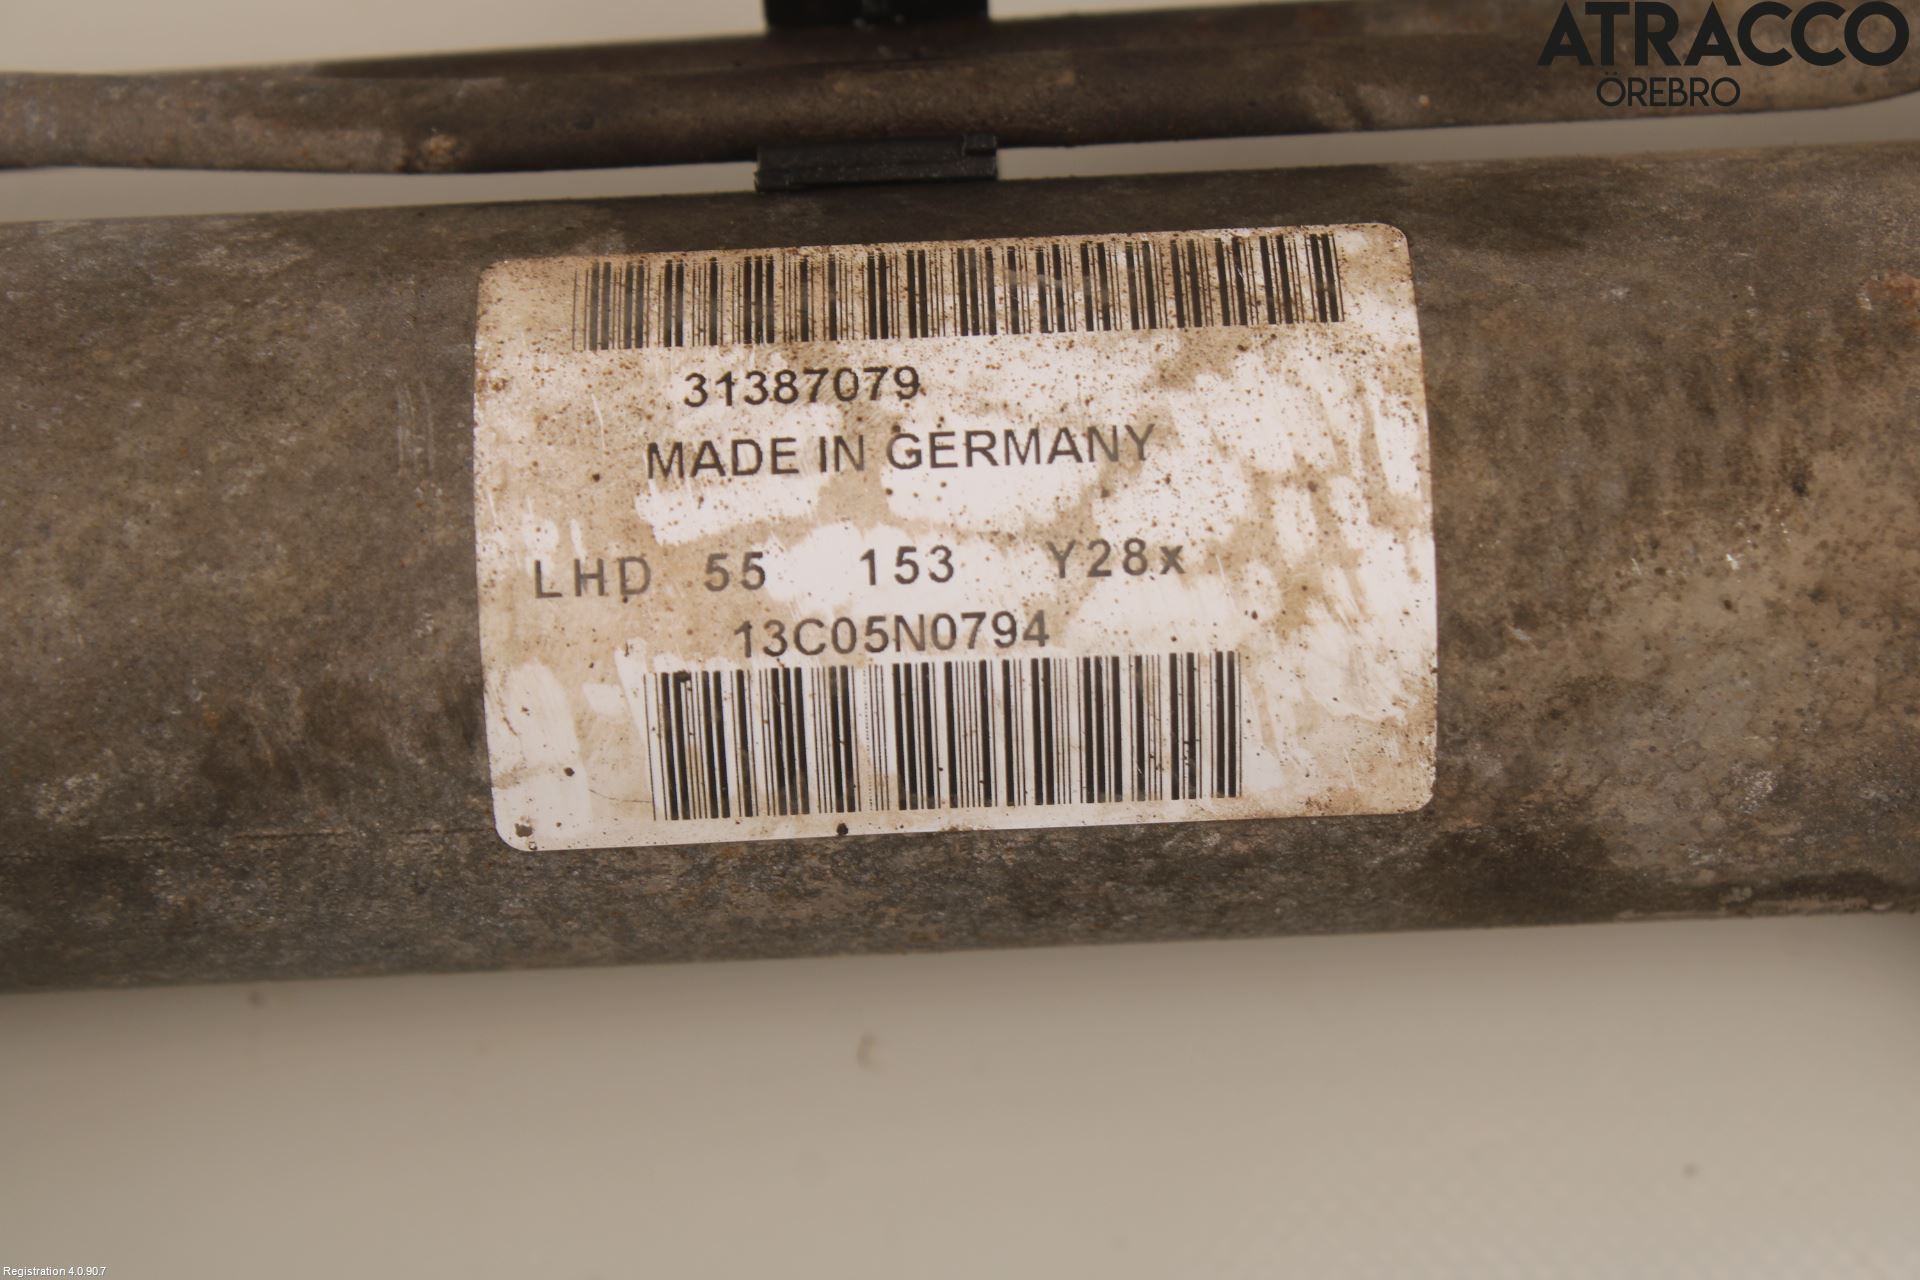 ATRACCO
ÖREBRO
31387079
MADE IN GERMANY
LHD 55 153 Y28x
13C05N0794
Registration 4.0.90.7